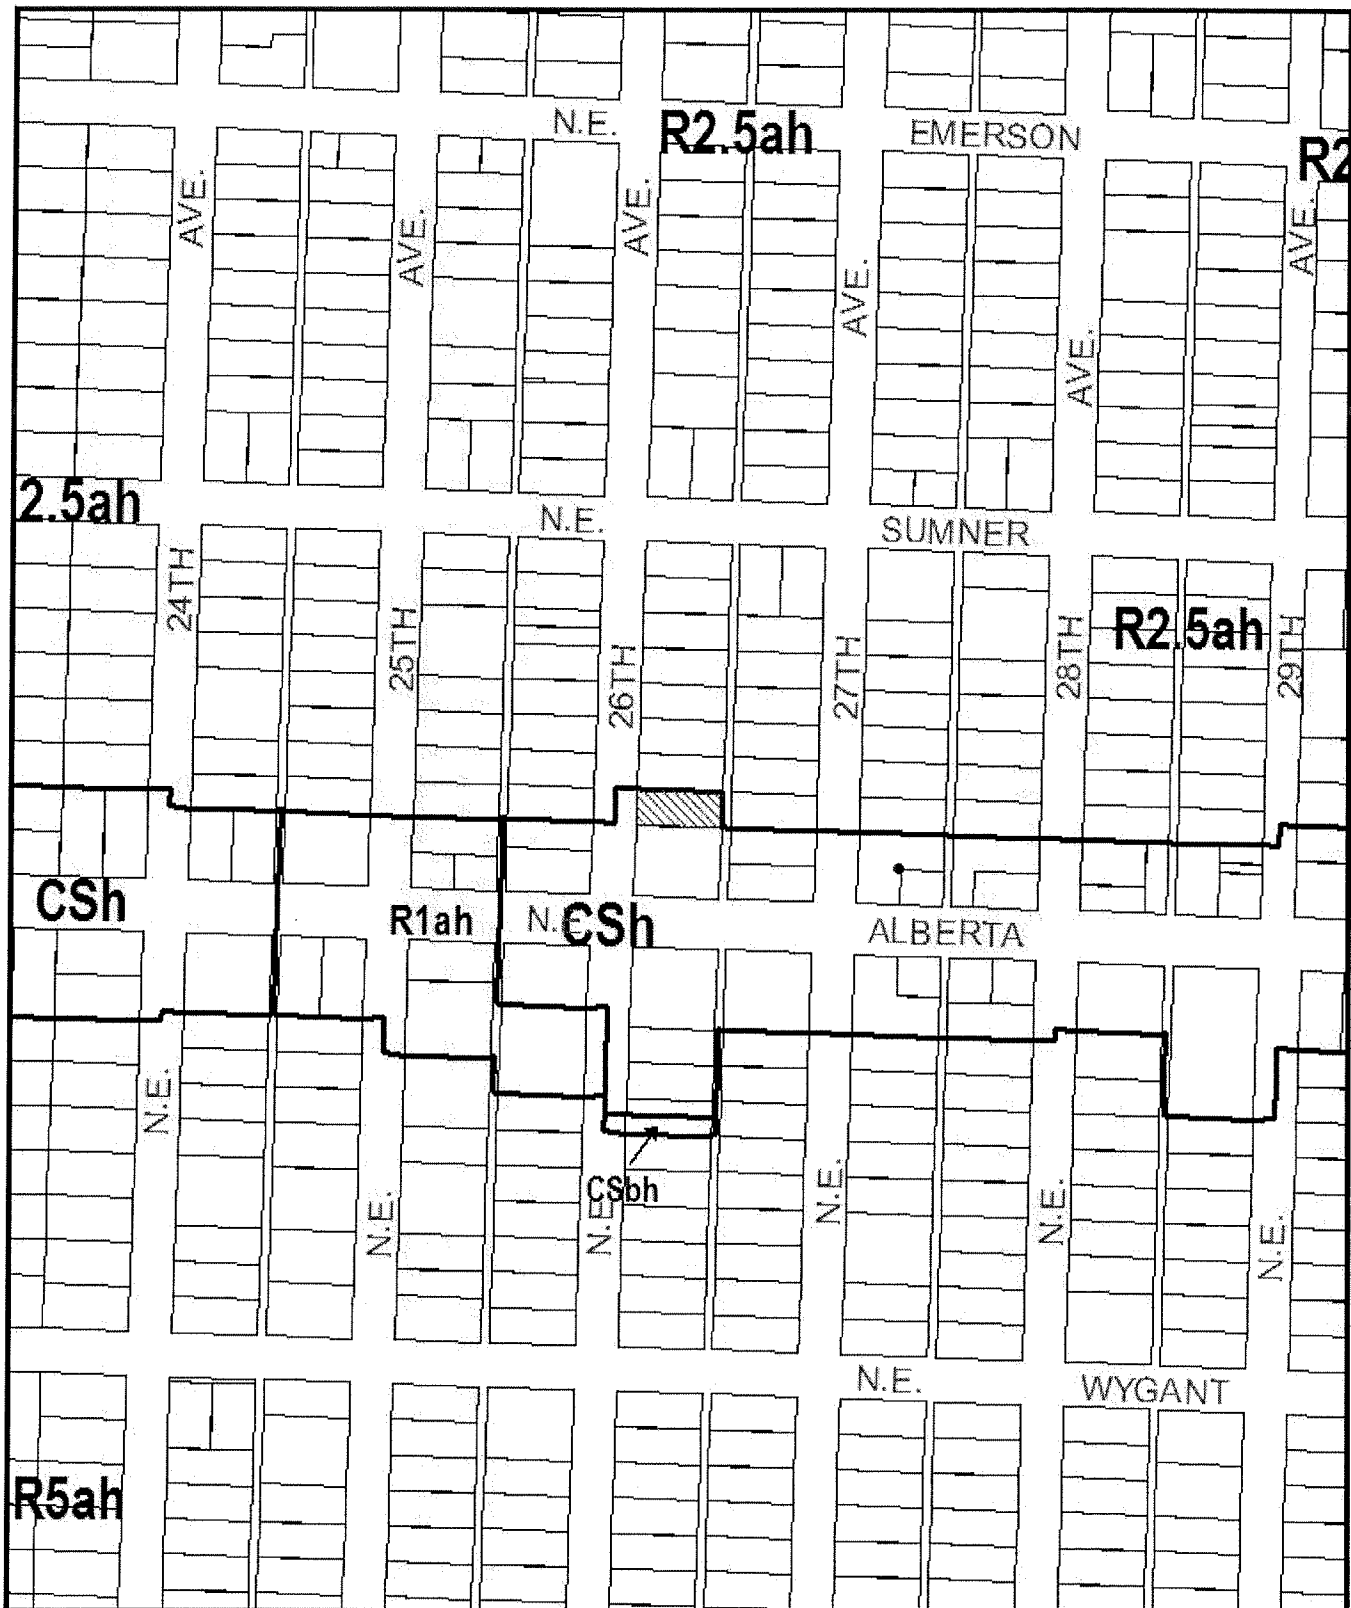 N.E.
R2.5ah
EMERSON
R2
AVE.
AVE.
AVE.
AVE.
AVE.
AVE.
2.5ah
N.E.
SUMNER
24TH
25TH
26TH
27TH
28TH
R2.5ah
29TH
CSh
R1ah
N.E
CSh
ALBERTA
N.E.
N.E.
N.E.
CSbh
N.E.
N.E.
N.E.
N.E.
WYGANT
R5ah